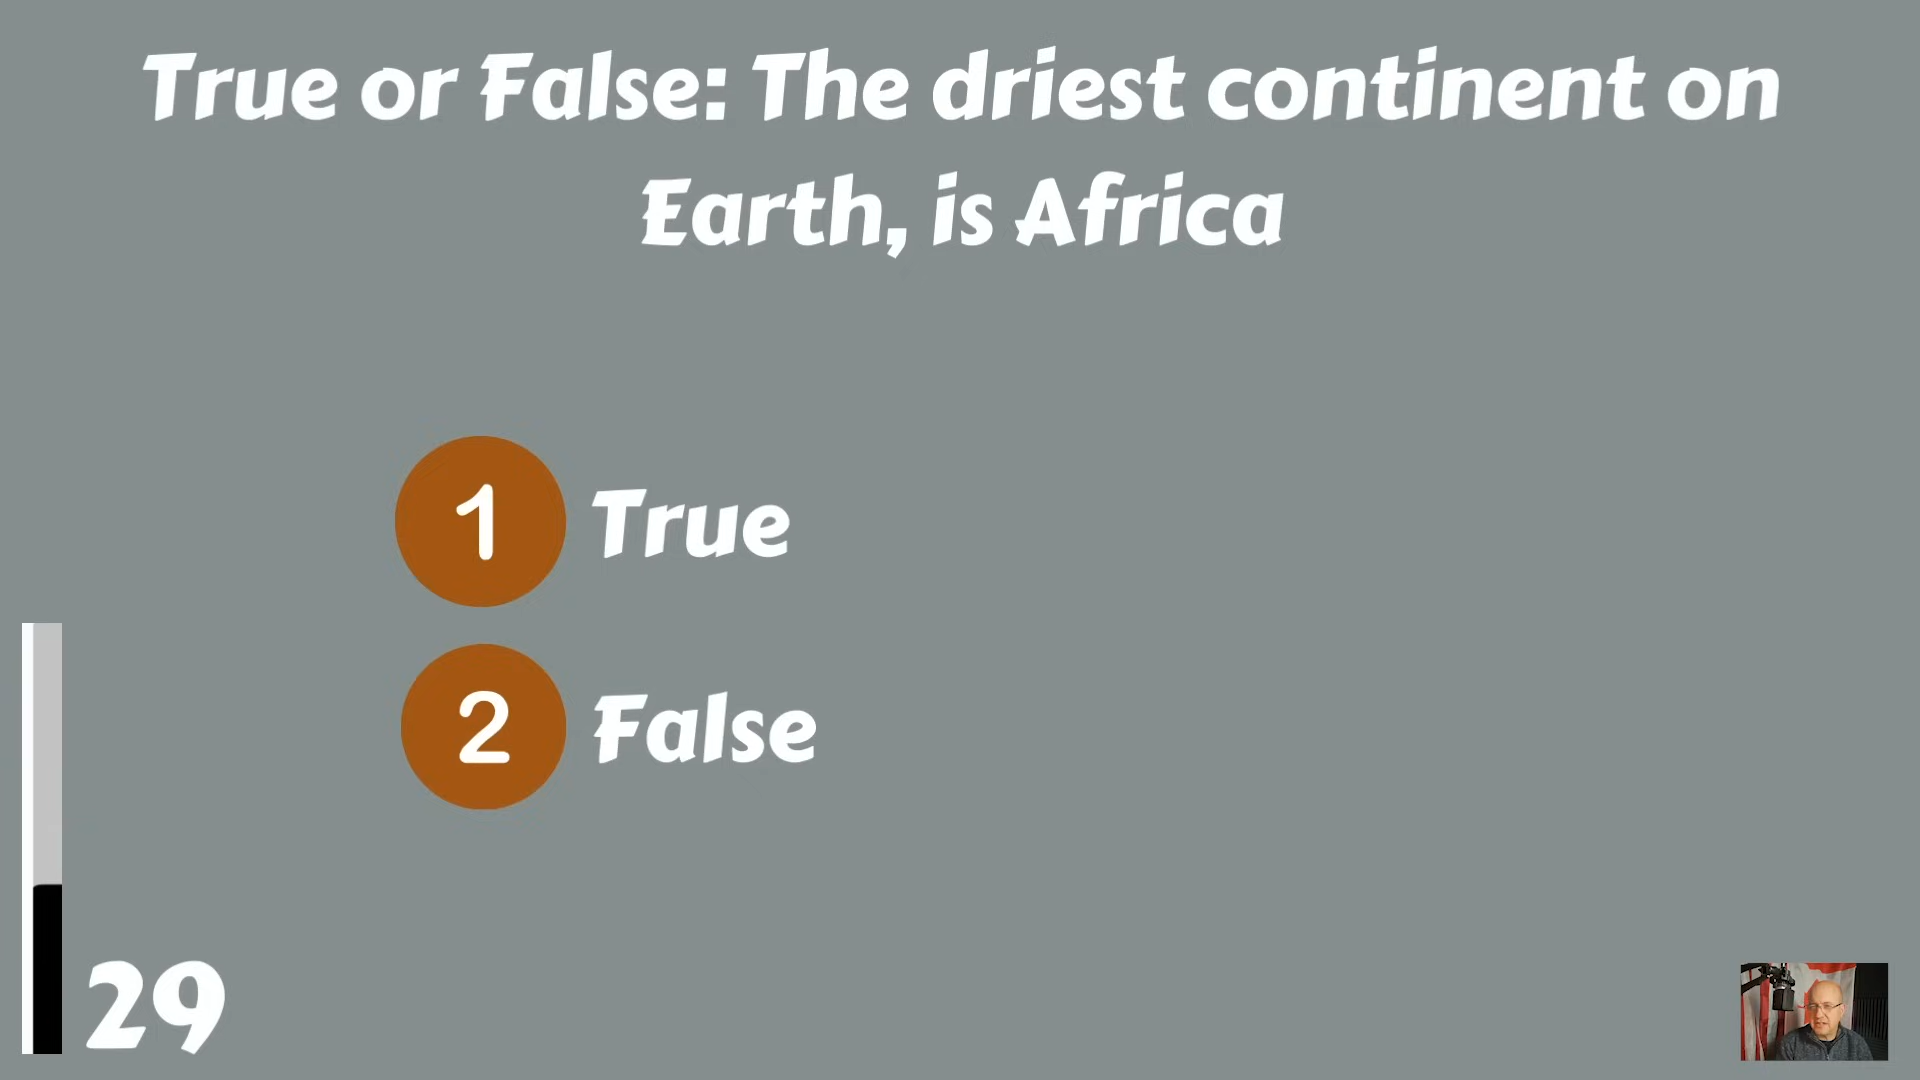 True or False: The driest continent on
Earth, is Africa
1 True
2 False
29